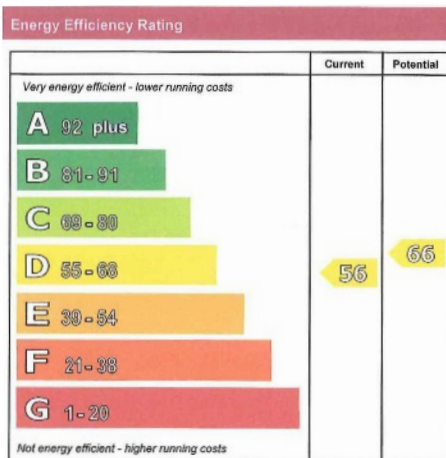 Energy Efficiency Rating
Current Potential
Very energy efficient - lower running costs
A 92 plus
B 81-91
C 69-80
D 55-68
56
66
E 39-54
F 21-38
G 1-20
Not energy efficient - higher running costs